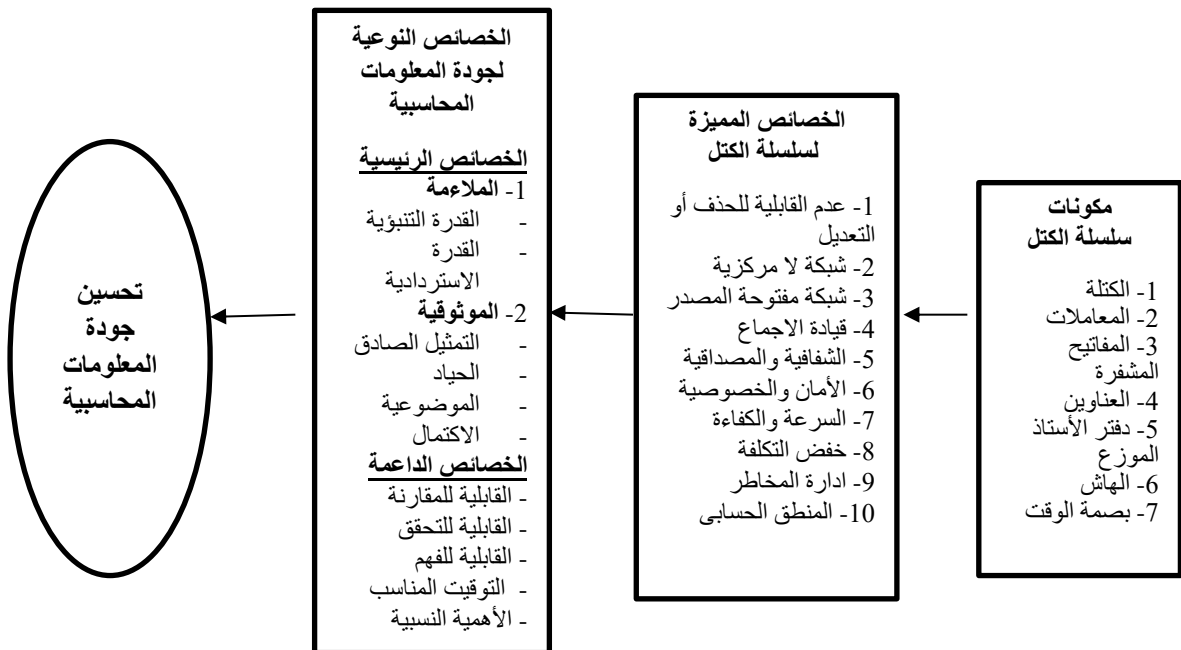 مكونات
سلسلة الكتل
1- الكتلة
2- المعاملات
3- المفاتيح
المشفرة
4- العناوين
5- دفتر الأستاذ
الموزع
6- الهاش
7- بصمة الوقت
الخصائص المميزة
لسلسلة الكتل
1- عدم القابلية للحذف أو
التعديل
2- شبكة لا مركزية
3- شبكة مفتوحة المصدر
4- قيادة الاجماع
5- الشفافية والمصداقية
6- الأمان والخصوصية
7- السرعة والكفاءة
8- خفض التكلفة
9- ادارة المخاطر
10- المنطق الحسابى
الخصائص النوعية
لجودة المعلومات
المحاسبية
الخصائص الرئيسية
1- الملاءمة
- القدرة التنبؤية
- القدرة
الاستردادية
2- الموثوقية
- التمثيل الصادق
- الحياد
- الموضوعية
- الاكتمال
الخصائص الداعمة
- القابلية للمقارنة
- القابلية للتحقق
- القابلية للفهم
- التوقيت المناسب
- الأهمية النسبية
تحسين
جودة
المعلومات
المحاسبية